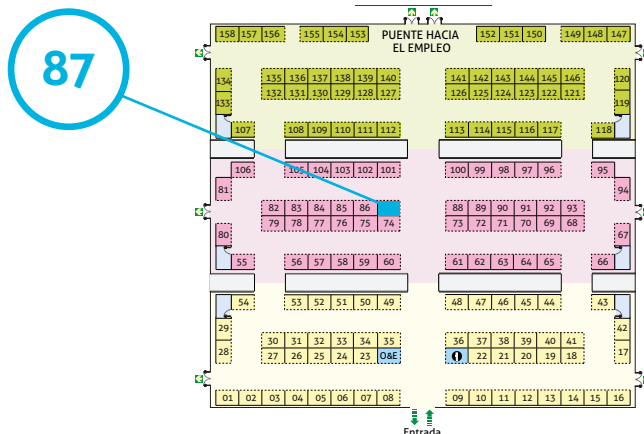 87
158 157 156 155 154 153 PUENTE HACIA 152 151 150 149 148 147
EL EMPLEO
134 135 136 137 138 139 140 141 142 143 144 145 146 120
133 132 131 130 129 128 127 126 125 124 123 122 121 119
107 108 109 110 111 112 113 114 115 116 117 118
106 105 104 103 102 101 100 99 98 97 96 95
81 94
82 83 84 85 86 88 89 90 91 92 93
80 79 78 77 76 75 74 73 72 71 70 69 68 67
55 56 57 58 59 60 61 62 63 64 65 66
54 53 52 51 50 49 48 47 46 45 44 43
29 42
30 31 32 33 34 35 36 37 38 39 40 41
28 27 26 25 24 23 O&E 22 21 20 19 18 17
01 02 03 04 05 06 07 08 09 10 11 12 13 14 15 16
Entrada